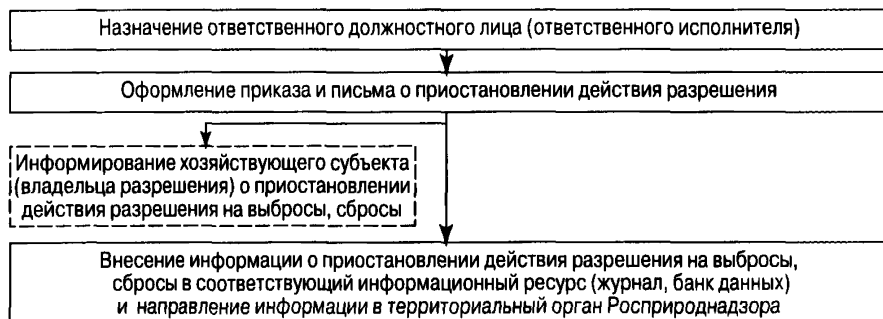 Назначение ответственного должностного лица (ответственного исполнителя)
Оформление приказа и письма о приостановлении действия разрешения
Информирование хозяйствующего субъекта
(владельца разрешения) о приостановлении
действия разрешения на выбросы, сбросы
Внесение информации о приостановлении действия разрешения на выбросы,
сбросы в соответствующий информационный ресурс (журнал, банк данных)
и направление информации в территориальный орган Росприроднадзора